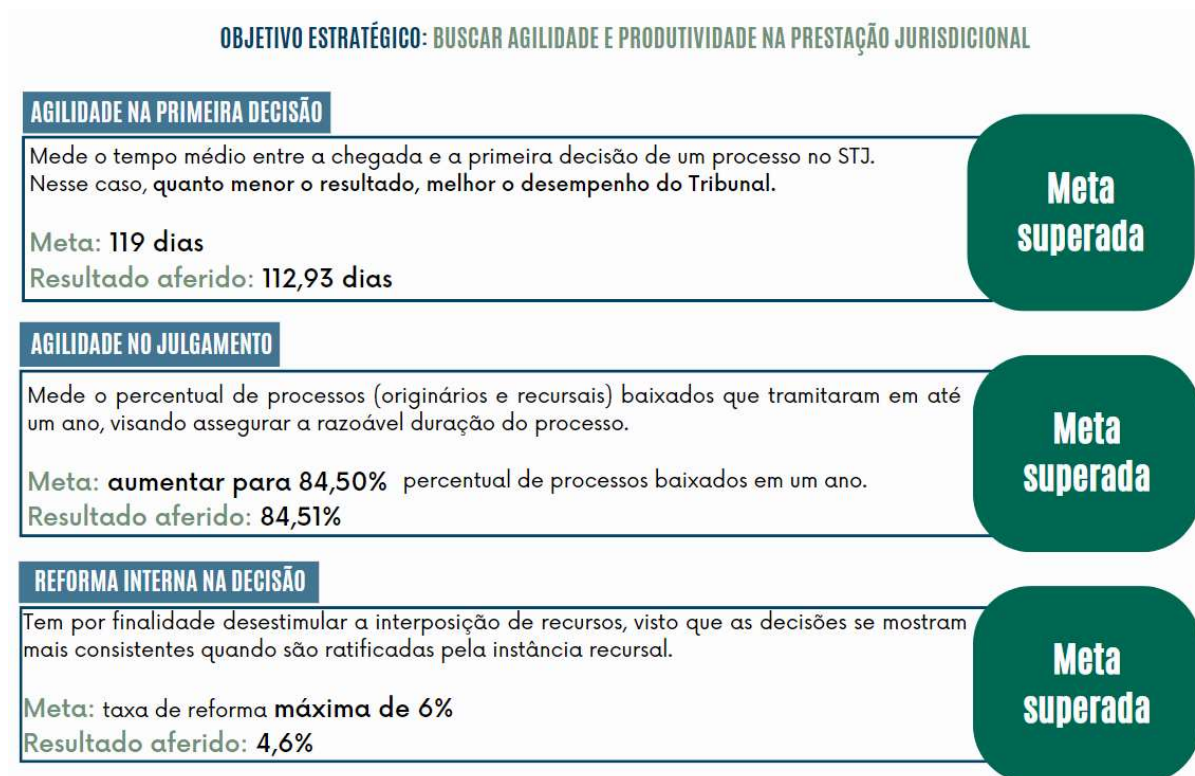 OBJETIVO ESTRATÉGICO: BUSCAR AGILIDADE E PRODUTIVIDADE NA PRESTAÇÃO JURISDICIONAL
AGILIDADE NA PRIMEIRA DECISÃO
Mede o tempo médio entre a chegada e a primeira decisão de um processo no STJ.
Nesse caso, quanto menor o resultado, melhor o desempenho do Tribunal.
Meta: 119 dias
Resultado aferido: 112,93 dias
Meta
superada
AGILIDADE NO JULGAMENTO
Mede o percentual de processos (originários e recursais) baixados que tramitaram em até
um ano, visando assegurar a razoável duração do processo.
Meta: aumentar para 84,50% percentual de processos baixados em um ano.
Resultado aferido: 84,51%
Meta
superada
REFORMA INTERNA NA DECISÃO
Tem por finalidade desestimular a interposição de recursos, visto que as decisões se mostram
mais consistentes quando são ratificadas pela instância recursal.
Meta: taxa de reforma máxima de 6%
Resultado aferido: 4,6%
Meta
superada